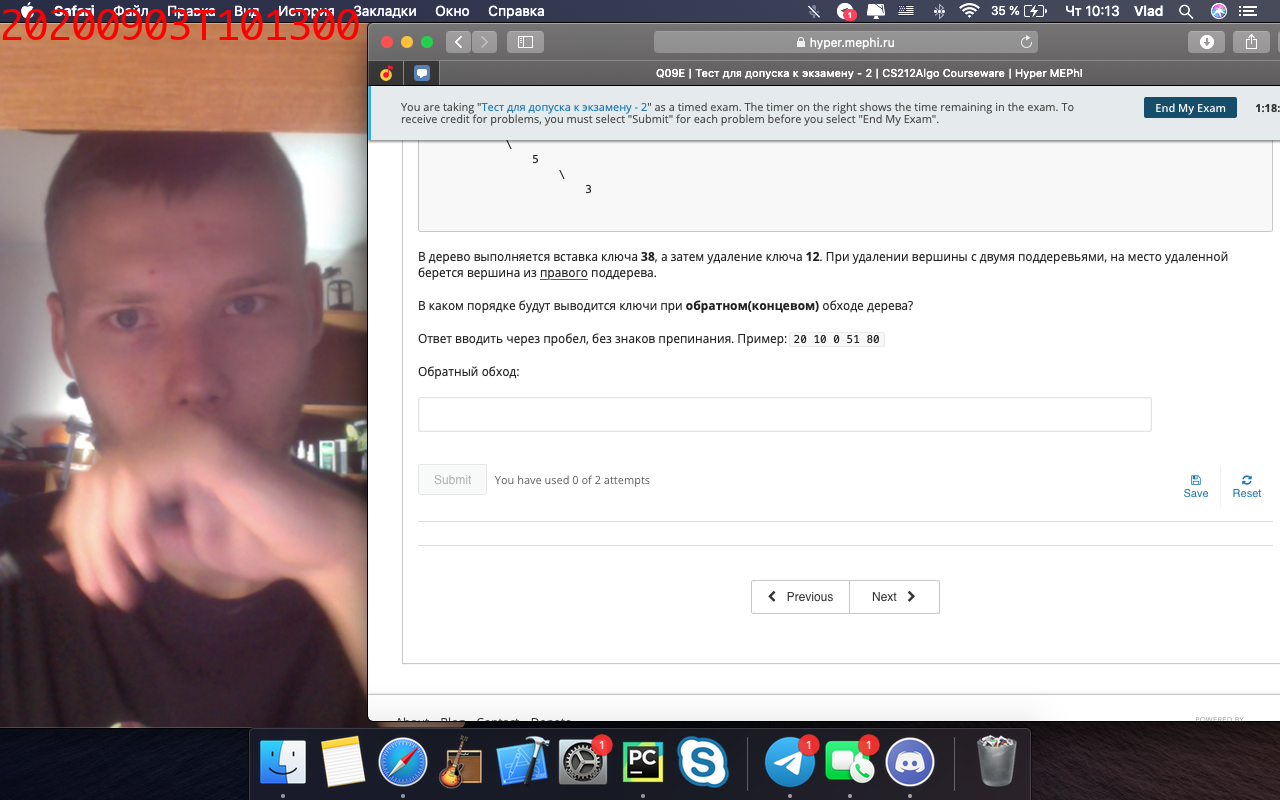 Safari Файл Правка Вид История Закладки Окно Справка
1
35 %
Чт 10:13 Vlad
20200903T101300
hyper.mephi.ru
Q09E | Тест для допуска к экзамену - 2 | CS212Algo Courseware | Hyper MEPhI
You are taking "Тест для допуска к экзамену - 2" as a timed exam. The timer on the right shows the time remaining in the exam. To
receive credit for problems, you must select "Submit" for each problem before you select "End My Exam".
End My Exam
1:18:
\
5
\
3
В дерево выполняется вставка ключа 38, а затем удаление ключа 12. При удалении вершины с двумя поддеревьями, на место удаленной
берется вершина из правого поддерева.
В каком порядке будут выводится ключи при обратном(концевом) обходе дерева?
Ответ вводить через пробел, без знаков препинания. Пример: 20 10 0 51 80
Обратный обход:
Submit
You have used 0 of 2 attempts
Save
Reset
Previous
Next
About Blog Contact Donate
POWERED BY
1
PC
1
1